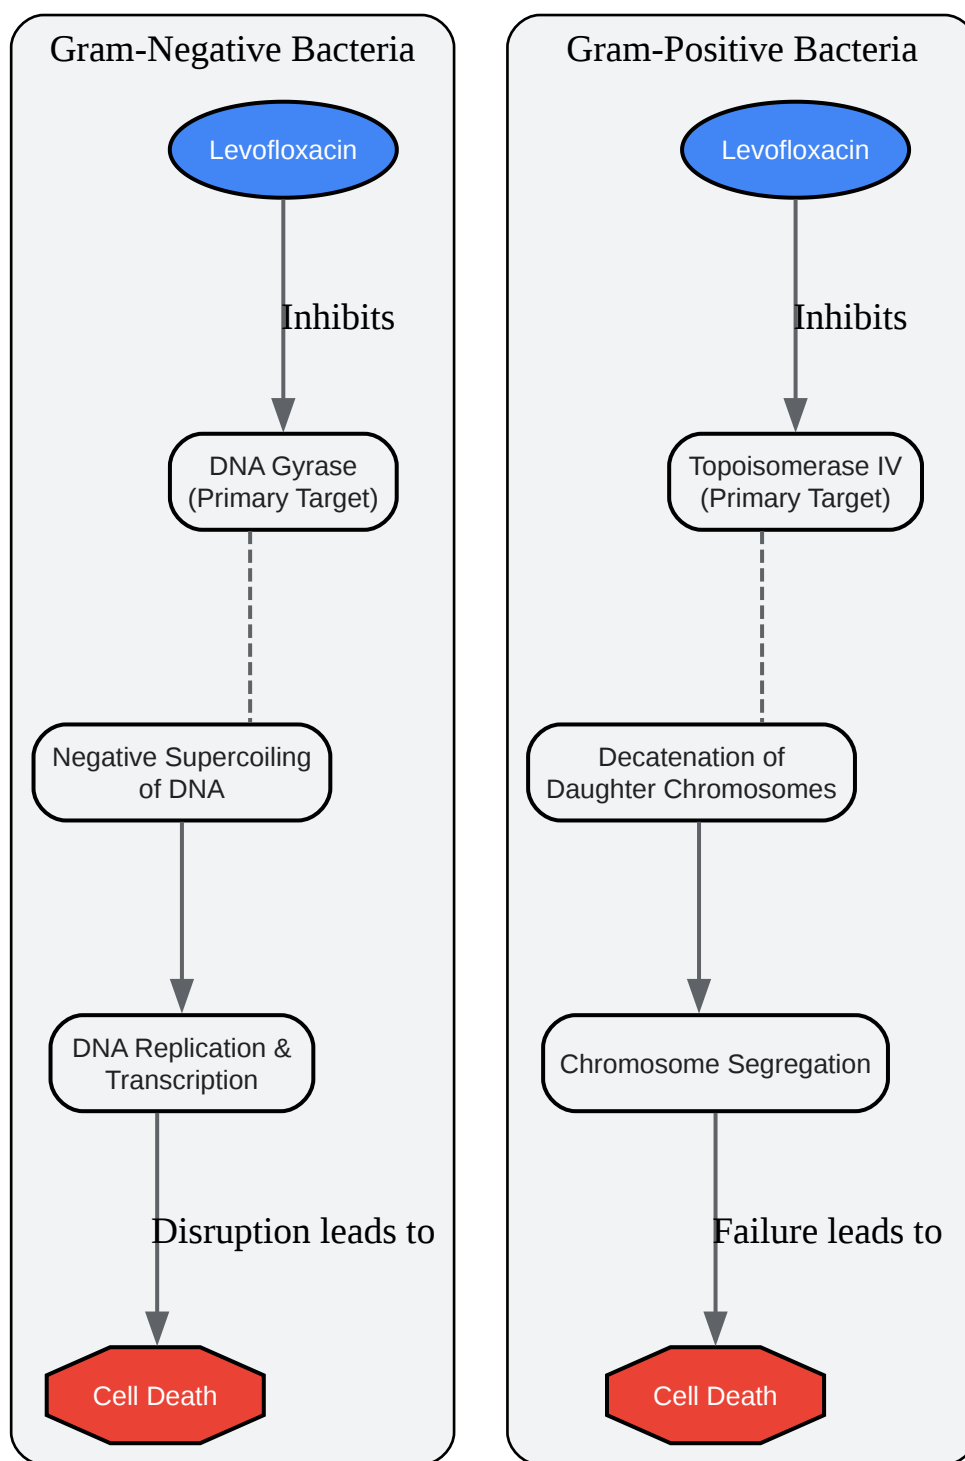 Gram-Negative Bacteria
Levofloxacin
Inhibits
DNA Gyrase
(Primary Target)
Negative Supercoiling
of DNA
DNA Replication &
Transcription
Disruption leads to
Cell Death
Gram-Positive Bacteria
Levofloxacin
Inhibits
Topoisomerase IV
(Primary Target)
Decatenation of
Daughter Chromosomes
Chromosome Segregation
Failure leads to
Cell Death